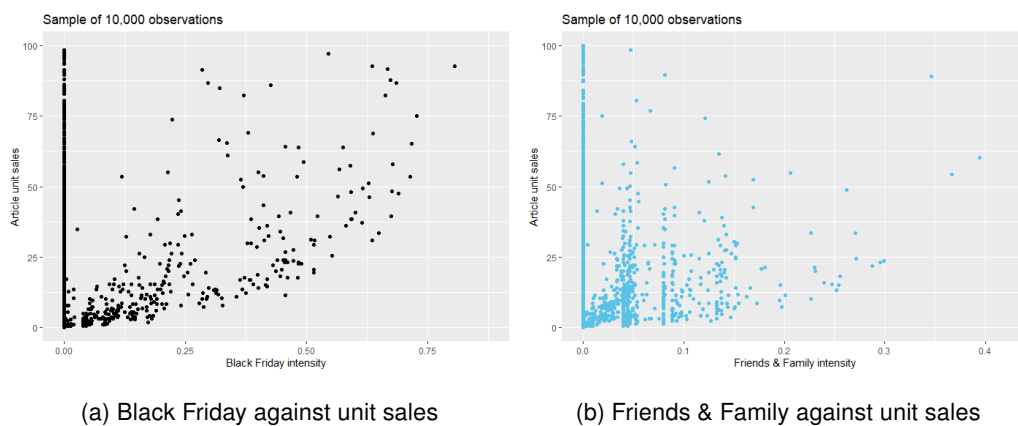 Sample of 10,000 observations
100
75
50
25
0
Article unit sales
0.00
0.25
0.50
0.75
Black Friday intensity
(a) Black Friday against unit sales
Sample of 10,000 observations
100
75
50
25
0
Article unit sales
0.0
0.1
0.2
0.3
0.4
Friends & Family intensity
(b) Friends & Family against unit sales